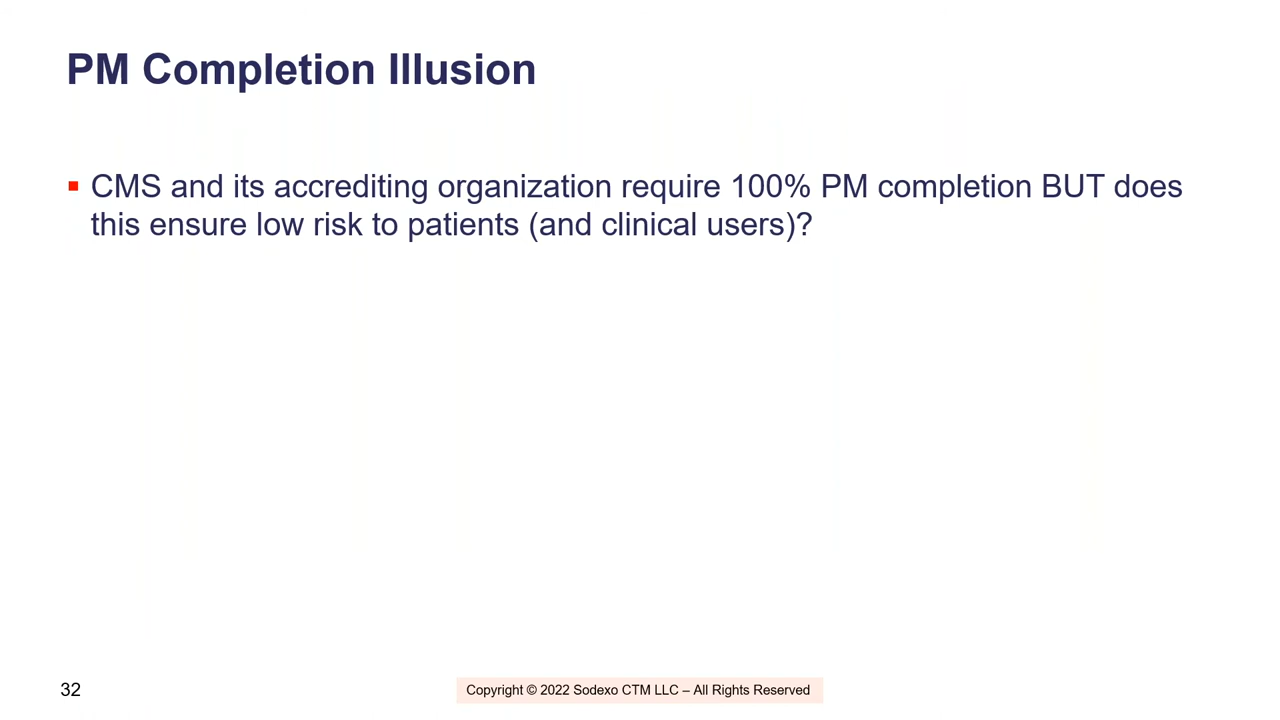 PM Completion Illusion
▪ CMS and its accrediting organization require 100% PM completion BUT does
this ensure low risk to patients (and clinical users)?
32
Copyright © 2022 Sodexo CTM LLC – All Rights Reserved